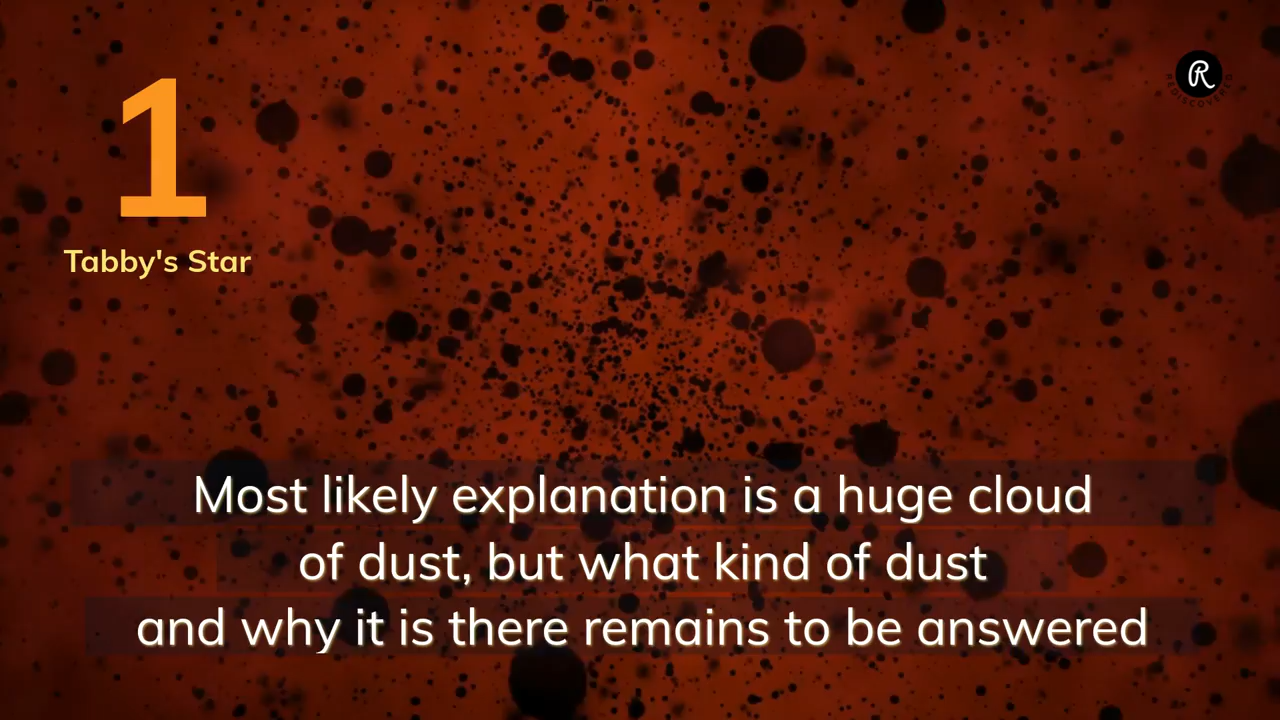 1
Tabby's Star
R
REDISCOVERED
Most likely explanation is a huge cloud
of dust, but what kind of dust
and why it is there remains to be answered